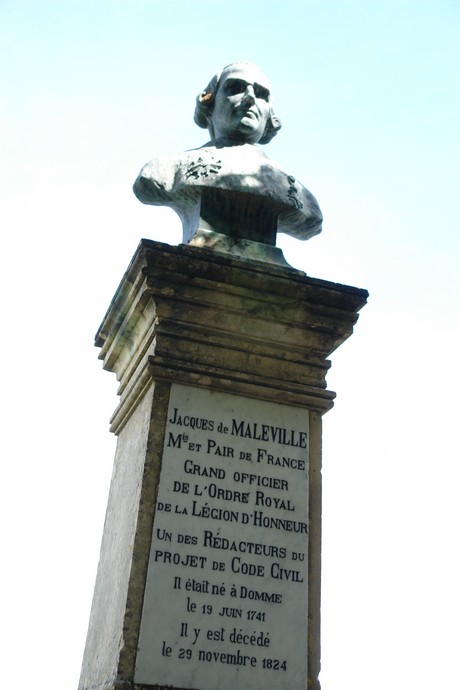 JACQUES de MALEVILLE
Mis ET PAIR DE FRANCE
GRAND OFFICIER
DE L'ORDRE ROYAL
DE LA LÉGION D'HONNEUR
UN DES RÉDACTEURS DU
PROJET DE CODE CIVIL
Il était né à DOMME
le 19 JUIN 1741
Il y est décédé
le 29 novembre 1824